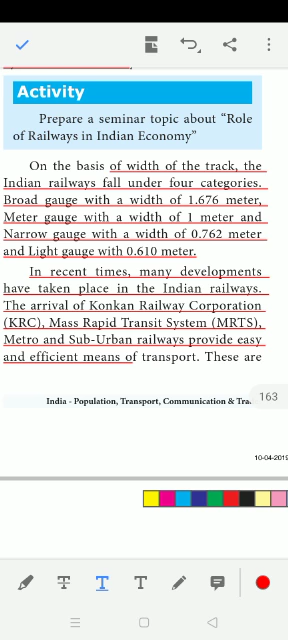 Activity
Prepare a seminar topic about “Role
of Railways in Indian Economy”
On the basis of width of the track, the
Indian railways fall under four categories.
Broad gauge with a width of 1.676 meter,
Meter gauge with a width of 1 meter and
Narrow gauge with a width of 0.762 meter
and Light gauge with 0.610 meter.
In recent times, many developments
have taken place in the Indian railways.
The arrival of Konkan Railway Corporation
(KRC), Mass Rapid Transit System (MRTS),
Metro and Sub-Urban railways provide easy
and efficient means of transport. These are
India - Population, Transport, Communication & Tra
163
10-04-2019
T T T